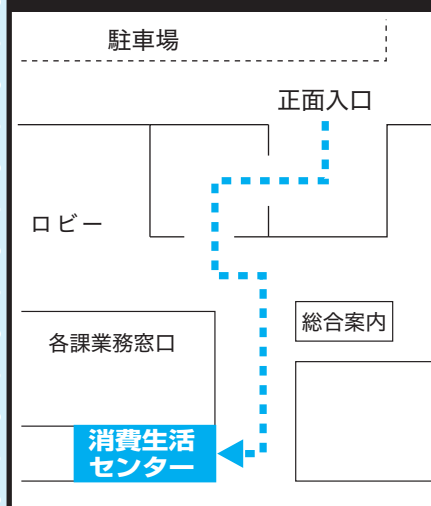 駐車場
正面入口
ロビー
総合案内
各課業務窓口
消費生活
センター